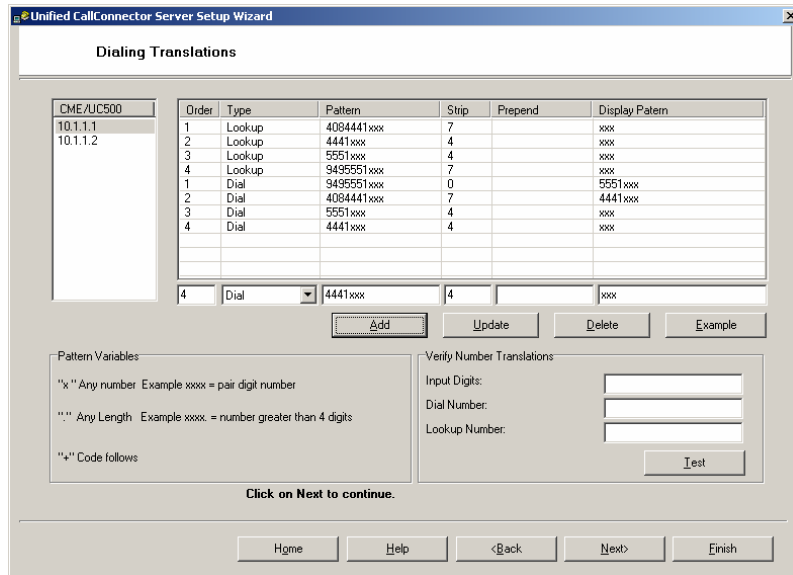 Unified CallConnector Server Setup Wizard
Dialing Translations
CME/UC500
10.1.1.1
10.1.1.2
Order Type Pattern Strip Prepend Display Patern
1 Lookup 4084441xxx 7 xxx
2 Lookup 4441xxx 4 xxx
3 Lookup 5551xxx 4 xxx
4 Lookup 9495551xxx 7 xxx
1 Dial 9495551xxx 0 5551xxx
2 Dial 4084441xxx 7 4441xxx
3 Dial 5551xxx 4 xxx
4 Dial 4441xxx 4 xxx
4 Dial 4441xxx 4 xxx
Add Update Delete Example
Pattern Variables
"x" Any number Example xxxx = pair digit number
"." Any Length Example xxxx. = number greater than 4 digits
"+" Code follows
Verify Number Translations
Input Digits:
Dial Number:
Lookup Number:
Test
Click on Next to continue.
Home Help <Back Next> Finish